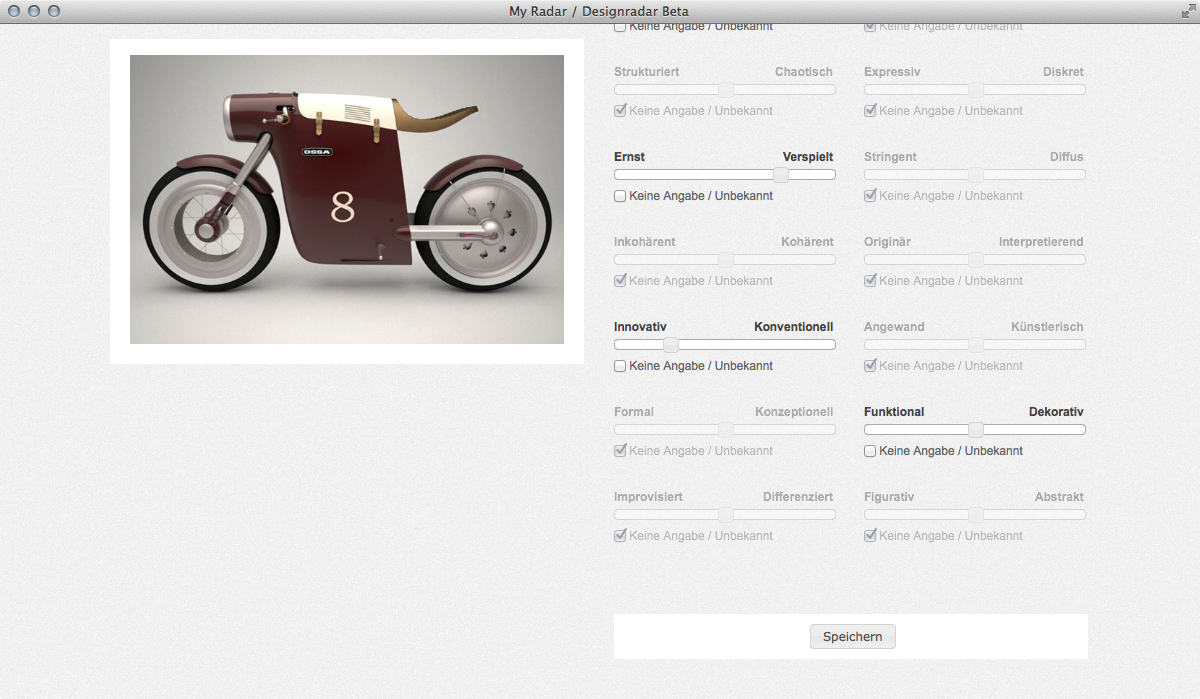 My Radar / Designradar Beta
Keine Angabe / Unbekannt
Keine Angabe / Unbekannt
OSSA
8
Strukturiert Chaotisch
Keine Angabe / Unbekannt
Expressiv Diskret
Keine Angabe / Unbekannt
Ernst Verspielt
Keine Angabe / Unbekannt
Stringent Diffus
Keine Angabe / Unbekannt
Inkohärent Kohärent
Keine Angabe / Unbekannt
Originär Interpretierend
Keine Angabe / Unbekannt
Innovativ Konventionell
Keine Angabe / Unbekannt
Angewand Künstlerisch
Keine Angabe / Unbekannt
Formal Konzeptionell
Keine Angabe / Unbekannt
Funktional Dekorativ
Keine Angabe / Unbekannt
Improvisiert Differenziert
Keine Angabe / Unbekannt
Figurativ Abstrakt
Keine Angabe / Unbekannt
Speichern